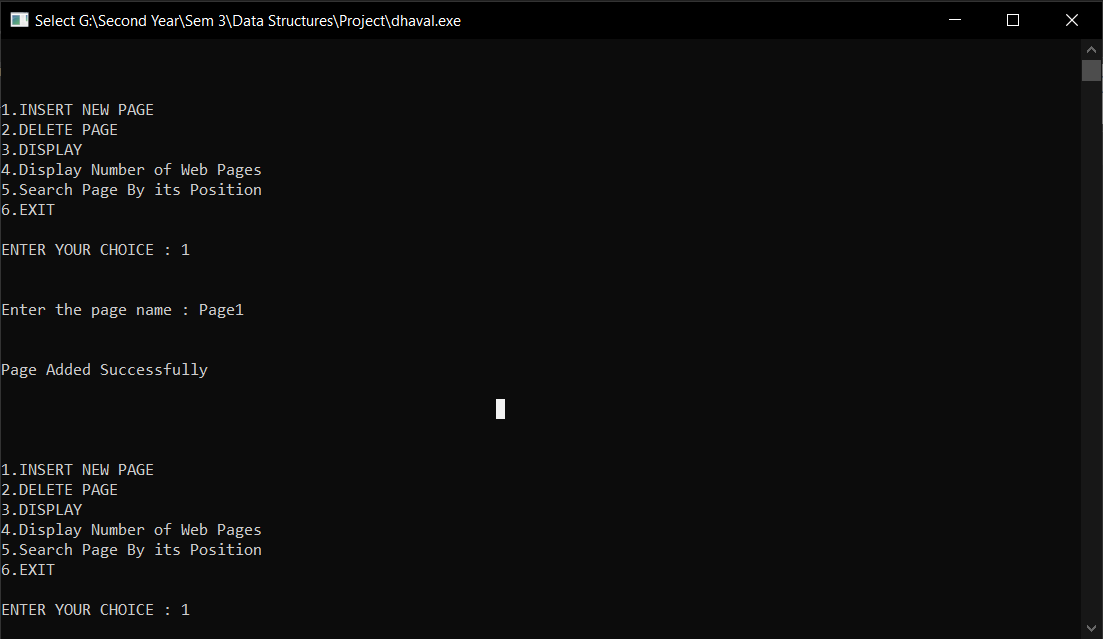 Select G:\Second Year\Sem 3\Data Structures\Project\dhaval.exe
1.INSERT NEW PAGE
2.DELETE PAGE
3.DISPLAY
4.Display Number of Web Pages
5.Search Page By its Position
6.EXIT
ENTER YOUR CHOICE : 1
Enter the page name : Page1
Page Added Successfully
1.INSERT NEW PAGE
2.DELETE PAGE
3.DISPLAY
4.Display Number of Web Pages
5.Search Page By its Position
6.EXIT
ENTER YOUR CHOICE : 1